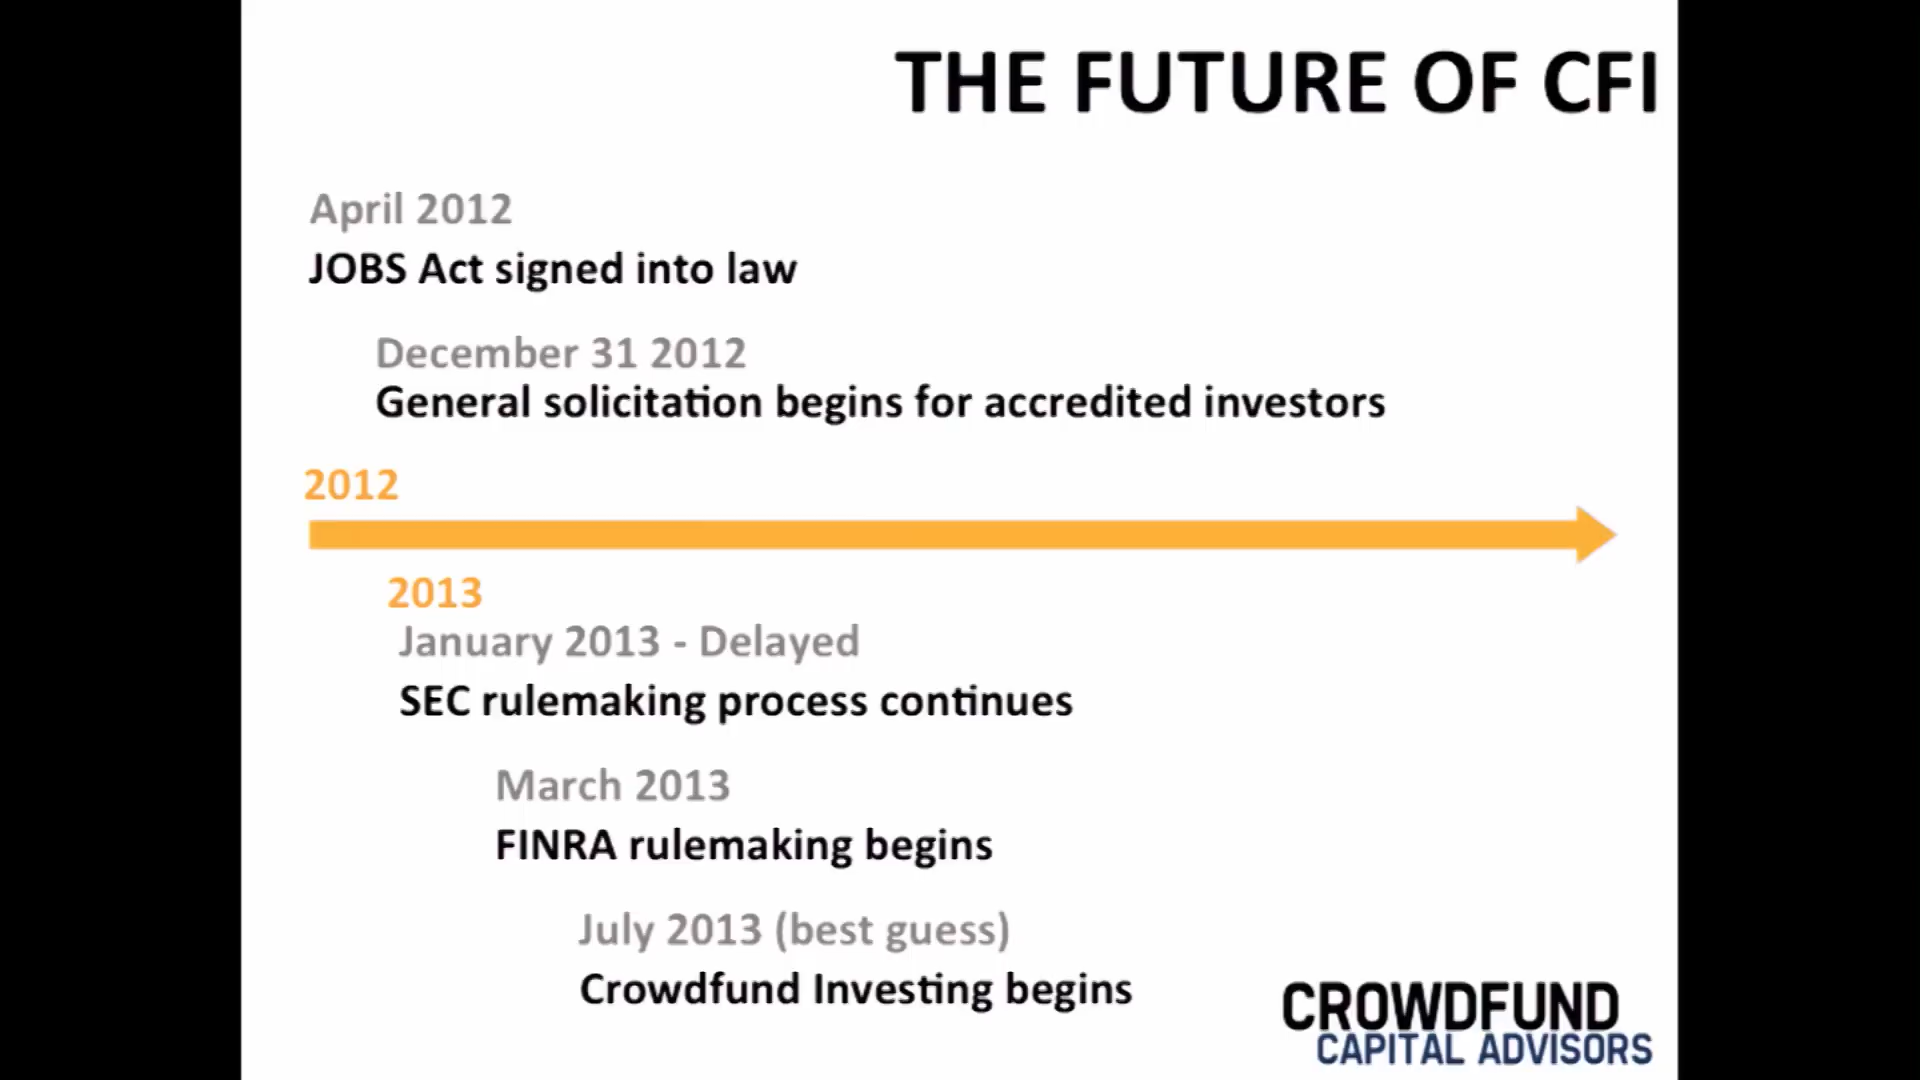 THE FUTURE OF CFI
April 2012
JOBS Act signed into law
December 31 2012
General solicitation begins for accredited investors
2012
2013
January 2013 - Delayed
SEC rulemaking process continues
March 2013
FINRA rulemaking begins
July 2013 (best guess)
Crowdfund Investing begins
CROWDFUND
CAPITAL ADVISORS